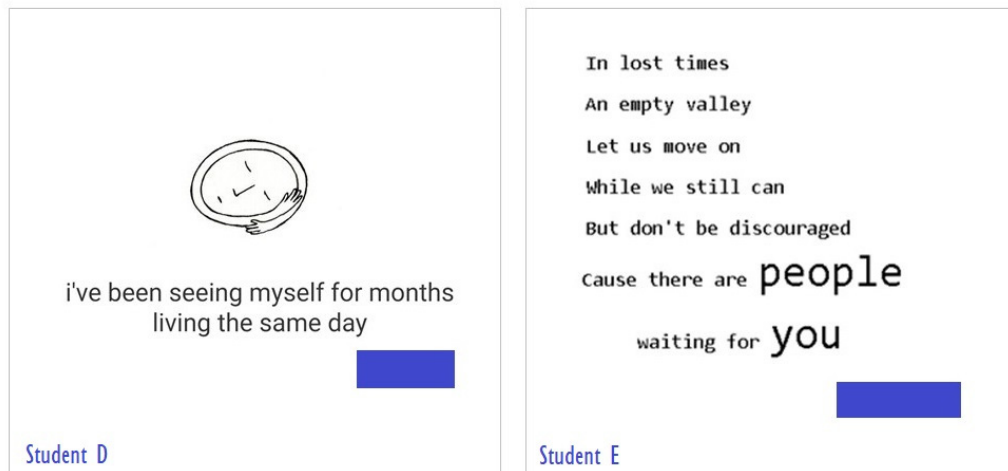 i've been seeing myself for months
living the same day
Student D
In lost times
An empty valley
Let us move on
While we still can
But don't be discouraged
Cause there are people
waiting for you
Student E